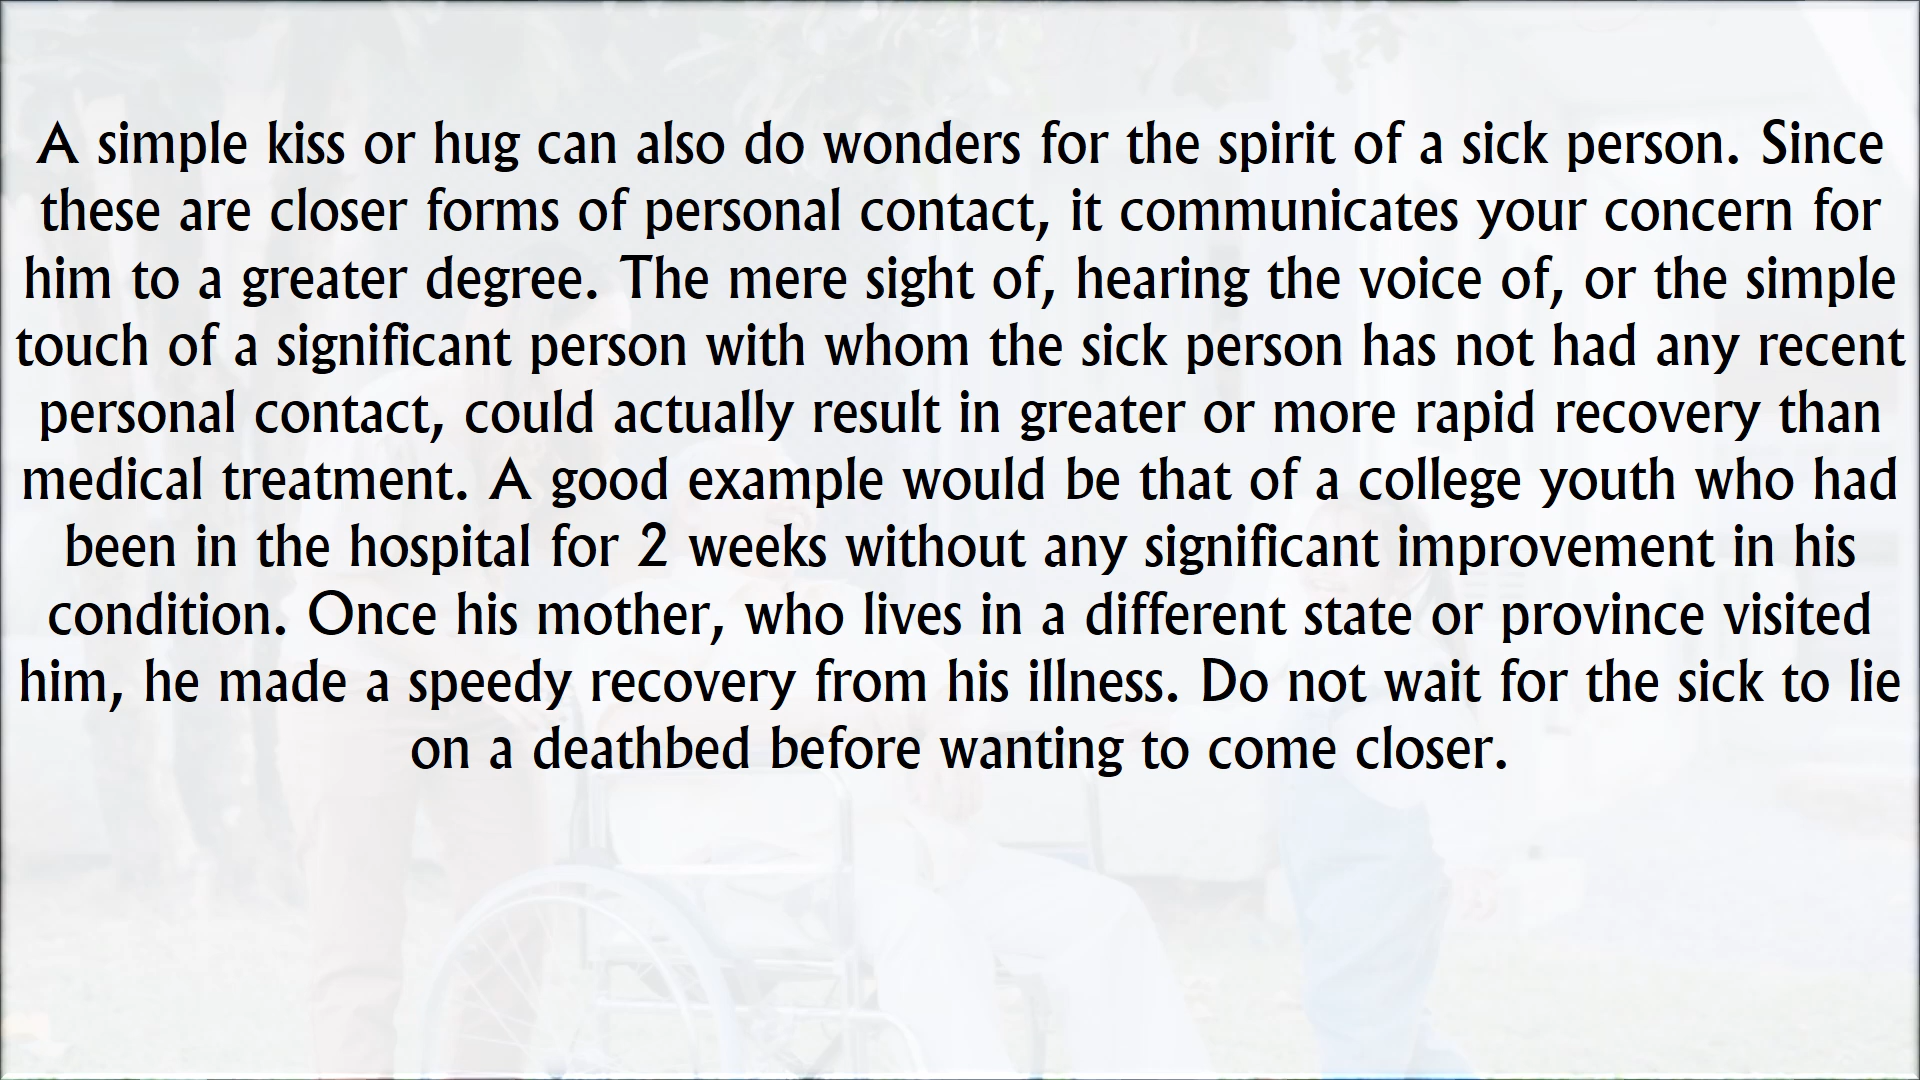 A simple kiss or hug can also do wonders for the spirit of a sick person. Since
these are closer forms of personal contact, it communicates your concern for
him to a greater degree. The mere sight of, hearing the voice of, or the simple
touch of a significant person with whom the sick person has not had any recent
personal contact, could actually result in greater or more rapid recovery than
medical treatment. A good example would be that of a college youth who had
been in the hospital for 2 weeks without any significant improvement in his
condition. Once his mother, who lives in a different state or province visited
him, he made a speedy recovery from his illness. Do not wait for the sick to lie
on a deathbed before wanting to come closer.